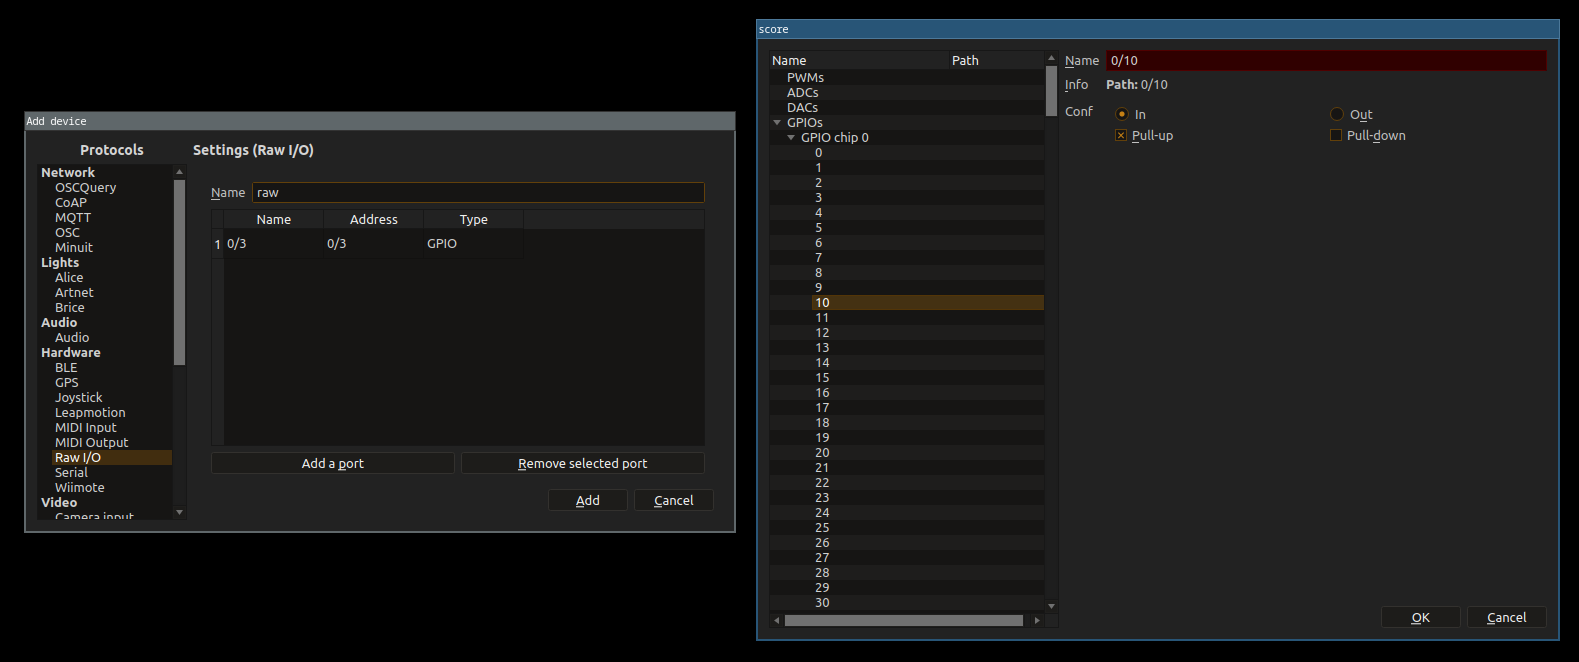 Add device
Protocols
Network
OSCQuery
CoAP
MQTT
OSC
Minuit
Lights
Alice
Artnet
Brice
Audio
Audio
Hardware
BLE
GPS
Joystick
Leapmotion
MIDI Input
MIDI Output
Raw I/O
Serial
Wiimote
Video
Camera input
Settings (Raw I/O)
Name raw
Name Address Type
1 0/3 0/3 GPIO
Add a port Remove selected port
Add Cancel
score
Name Path
PWMs
ADCs
DACs
GPIOs
GPIO chip 0
0
1
2
3
4
5
6
7
8
9
10
11
12
13
14
15
16
17
18
19
20
21
22
23
24
25
26
27
28
29
30
Name 0/10
Info Path: 0/10
Conf In Out
Pull-up Pull-down
OK Cancel